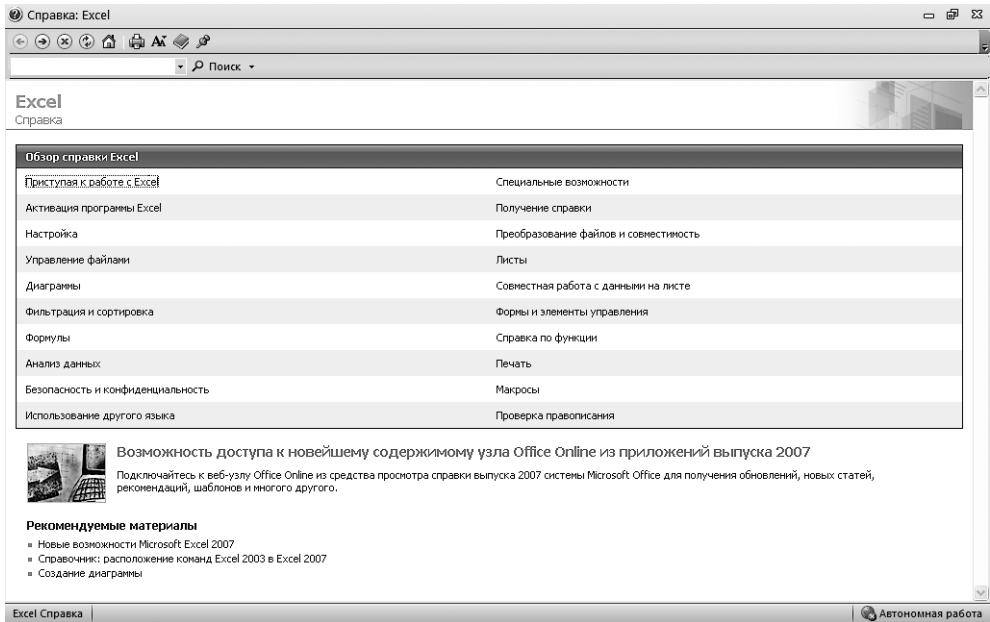 Справка: Excel
Поиск
Excel
Справка
Обзор справки Excel
Приступая к работе с Excel
Специальные возможности
Активация программы Excel
Получение справки
Настройка
Преобразование файлов и совместимость
Управление файлами
Листы
Диаграммы
Совместная работа с данными на листе
Фильтрация и сортировка
Формы и элементы управления
Формулы
Справка по функции
Анализ данных
Печать
Безопасность и конфиденциальность
Макросы
Использование другого языка
Проверка правописания
Возможность доступа к новейшему содержимому узла Office Online из приложений выпуска 2007
Подключайтесь к веб-узлу Office Online из средства просмотра справки выпуска 2007 системы Microsoft Office для получения обновлений, новых статей,
рекомендаций, шаблонов и многого другого.
Рекомендуемые материалы
Новые возможности Microsoft Excel 2007
Справочник: расположение команд Excel 2003 в Excel 2007
Создание диаграммы
Excel Справка
Автономная работа